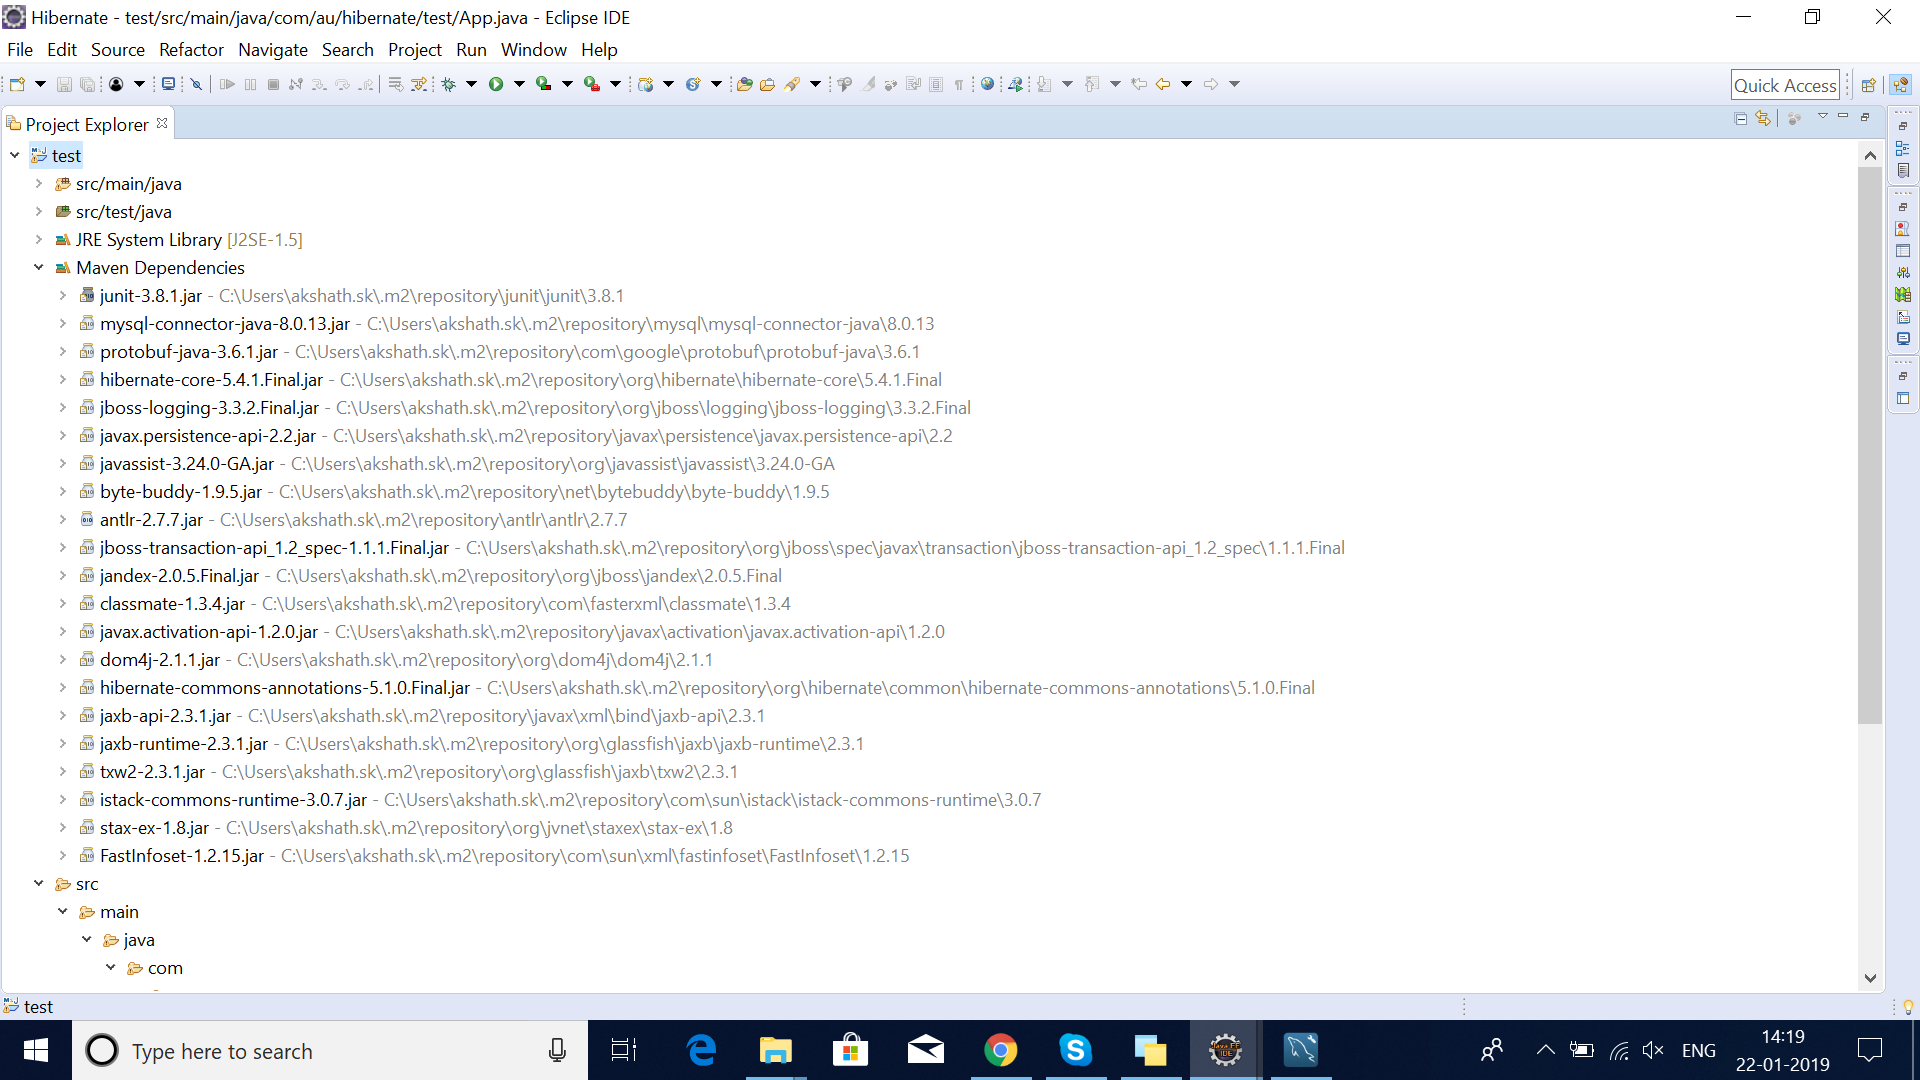 Hibernate - test/src/main/java/com/au/hibernate/test/App.java - Eclipse IDE
File Edit Source Refactor Navigate Search Project Run Window Help
Quick Access
Project Explorer
test
src/main/java
src/test/java
JRE System Library [J2SE-1.5]
Maven Dependencies
junit-3.8.1.jar - C:\Users\akshath.sk\.m2\repository\junit\junit\3.8.1
mysql-connector-java-8.0.13.jar - C:\Users\akshath.sk\.m2\repository\mysql\mysql-connector-java\8.0.13
protobuf-java-3.6.1.jar - C:\Users\akshath.sk\.m2\repository\com\google\protobuf\protobuf-java\3.6.1
hibernate-core-5.4.1.Final.jar - C:\Users\akshath.sk\.m2\repository\org\hibernate\hibernate-core\5.4.1.Final
jboss-logging-3.3.2.Final.jar - C:\Users\akshath.sk\.m2\repository\org\jboss\logging\jboss-logging\3.3.2.Final
javax.persistence-api-2.2.jar - C:\Users\akshath.sk\.m2\repository\javax\persistence\javax.persistence-api\2.2
javassist-3.24.0-GA.jar - C:\Users\akshath.sk\.m2\repository\org\javassist\javassist\3.24.0-GA
byte-buddy-1.9.5.jar - C:\Users\akshath.sk\.m2\repository\net\bytebuddy\byte-buddy\1.9.5
antlr-2.7.7.jar - C:\Users\akshath.sk\.m2\repository\antlr\antlr\2.7.7
jboss-transaction-api_1.2_spec-1.1.1.Final.jar - C:\Users\akshath.sk\.m2\repository\org\jboss\spec\javax\transaction\jboss-transaction-api_1.2_spec\1.1.1.Final
jandex-2.0.5.Final.jar - C:\Users\akshath.sk\.m2\repository\org\jboss\jandex\2.0.5.Final
classmate-1.3.4.jar - C:\Users\akshath.sk\.m2\repository\com\fasterxml\classmate\1.3.4
javax.activation-api-1.2.0.jar - C:\Users\akshath.sk\.m2\repository\javax\activation\javax.activation-api\1.2.0
dom4j-2.1.1.jar - C:\Users\akshath.sk\.m2\repository\org\dom4j\dom4j\2.1.1
hibernate-commons-annotations-5.1.0.Final.jar - C:\Users\akshath.sk\.m2\repository\org\hibernate\common\hibernate-commons-annotations\5.1.0.Final
jaxb-api-2.3.1.jar - C:\Users\akshath.sk\.m2\repository\javax\xml\bind\jaxb-api\2.3.1
jaxb-runtime-2.3.1.jar - C:\Users\akshath.sk\.m2\repository\org\glassfish\jaxb\jaxb-runtime\2.3.1
txw2-2.3.1.jar - C:\Users\akshath.sk\.m2\repository\org\glassfish\jaxb\txw2\2.3.1
istack-commons-runtime-3.0.7.jar - C:\Users\akshath.sk\.m2\repository\com\sun\istack\istack-commons-runtime\3.0.7
stax-ex-1.8.jar - C:\Users\akshath.sk\.m2\repository\org\jvnet\staxex\stax-ex\1.8
FastInfoset-1.2.15.jar - C:\Users\akshath.sk\.m2\repository\com\sun\xml\fastinfoset\FastInfoset\1.2.15
src
main
java
com
test
Type here to search
ENG
14:19
22-01-2019